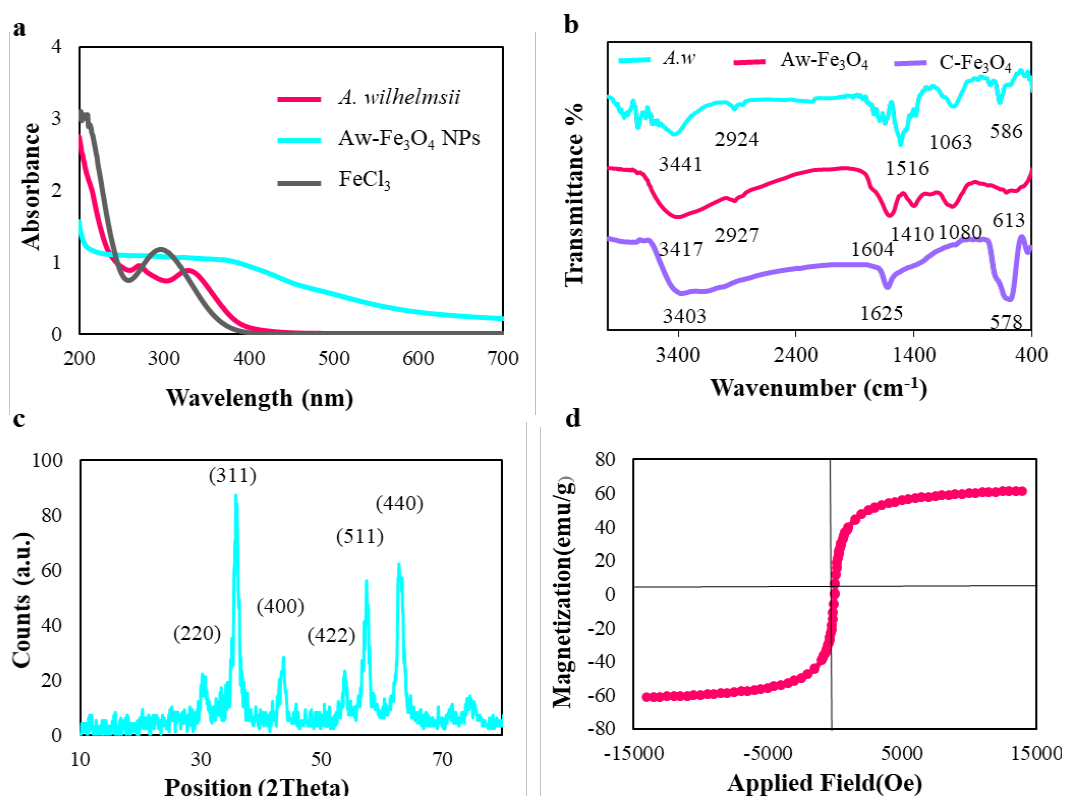 a
Absorbance
4
3
2
1
0
A. wilhelmsii
Aw-Fe3O4 NPs
FeCl3
200 300 400 500 600 700
Wavelength (nm)
b
Transmittance %
A.w Aw-Fe3O4 C-Fe3O4
2924 1063 586
3441 1516
2927 1410 1080 613
3417 1604
3403 1625 578
3400 2400 1400 400
Wavenumber (cm-1)
c
Counts (a.u.)
100
80
60
40
20
0
(311)
(440)
(511)
(400)
(220) (422)
10 30 50 70
Position (2Theta)
d
Magnetization(emu/g)
80
60
40
20
0
-20
-40
-60
-80
-15000 -5000 5000 15000
Applied Field(Oe)